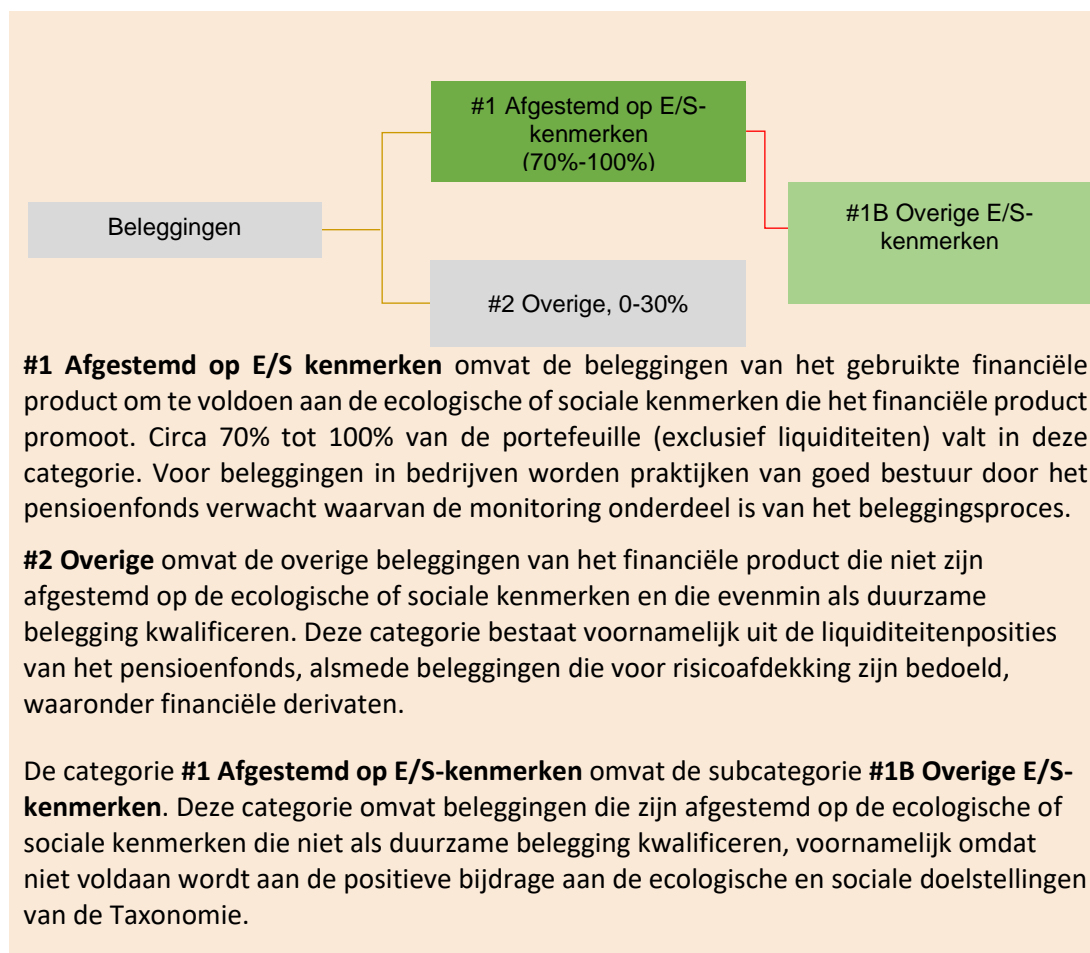 #1 Afgestemd op E/S-
kenmerken
(70%-100%)
#1B Overige E/S-
kenmerken
Beleggingen
#2 Overige, 0-30%
#1 Afgestemd op E/S kenmerken omvat de beleggingen van het gebruikte financiële
product om te voldoen aan de ecologische of sociale kenmerken die het financiële product
promoot. Circa 70% tot 100% van de portefeuille (exclusief liquiditeiten) valt in deze
categorie. Voor beleggingen in bedrijven worden praktijken van goed bestuur door het
pensioenfonds verwacht waarvan de monitoring onderdeel is van het beleggingsproces.
#2 Overige omvat de overige beleggingen van het financiële product die niet zijn
afgestemd op de ecologische of sociale kenmerken en die evenmin als duurzame
belegging kwalificeren. Deze categorie bestaat voornamelijk uit de liquiditeitenposities
van het pensioenfonds, alsmede beleggingen die voor risicoafdekking zijn bedoeld,
waaronder financiële derivaten.
De categorie #1 Afgestemd op E/S-kenmerken omvat de subcategorie #1B Overige E/S-
kenmerken. Deze categorie omvat beleggingen die zijn afgestemd op de ecologische of
sociale kenmerken die niet als duurzame belegging kwalificeren, voornamelijk omdat
niet voldaan wordt aan de positieve bijdrage aan de ecologische en sociale doelstellingen
van de Taxonomie.